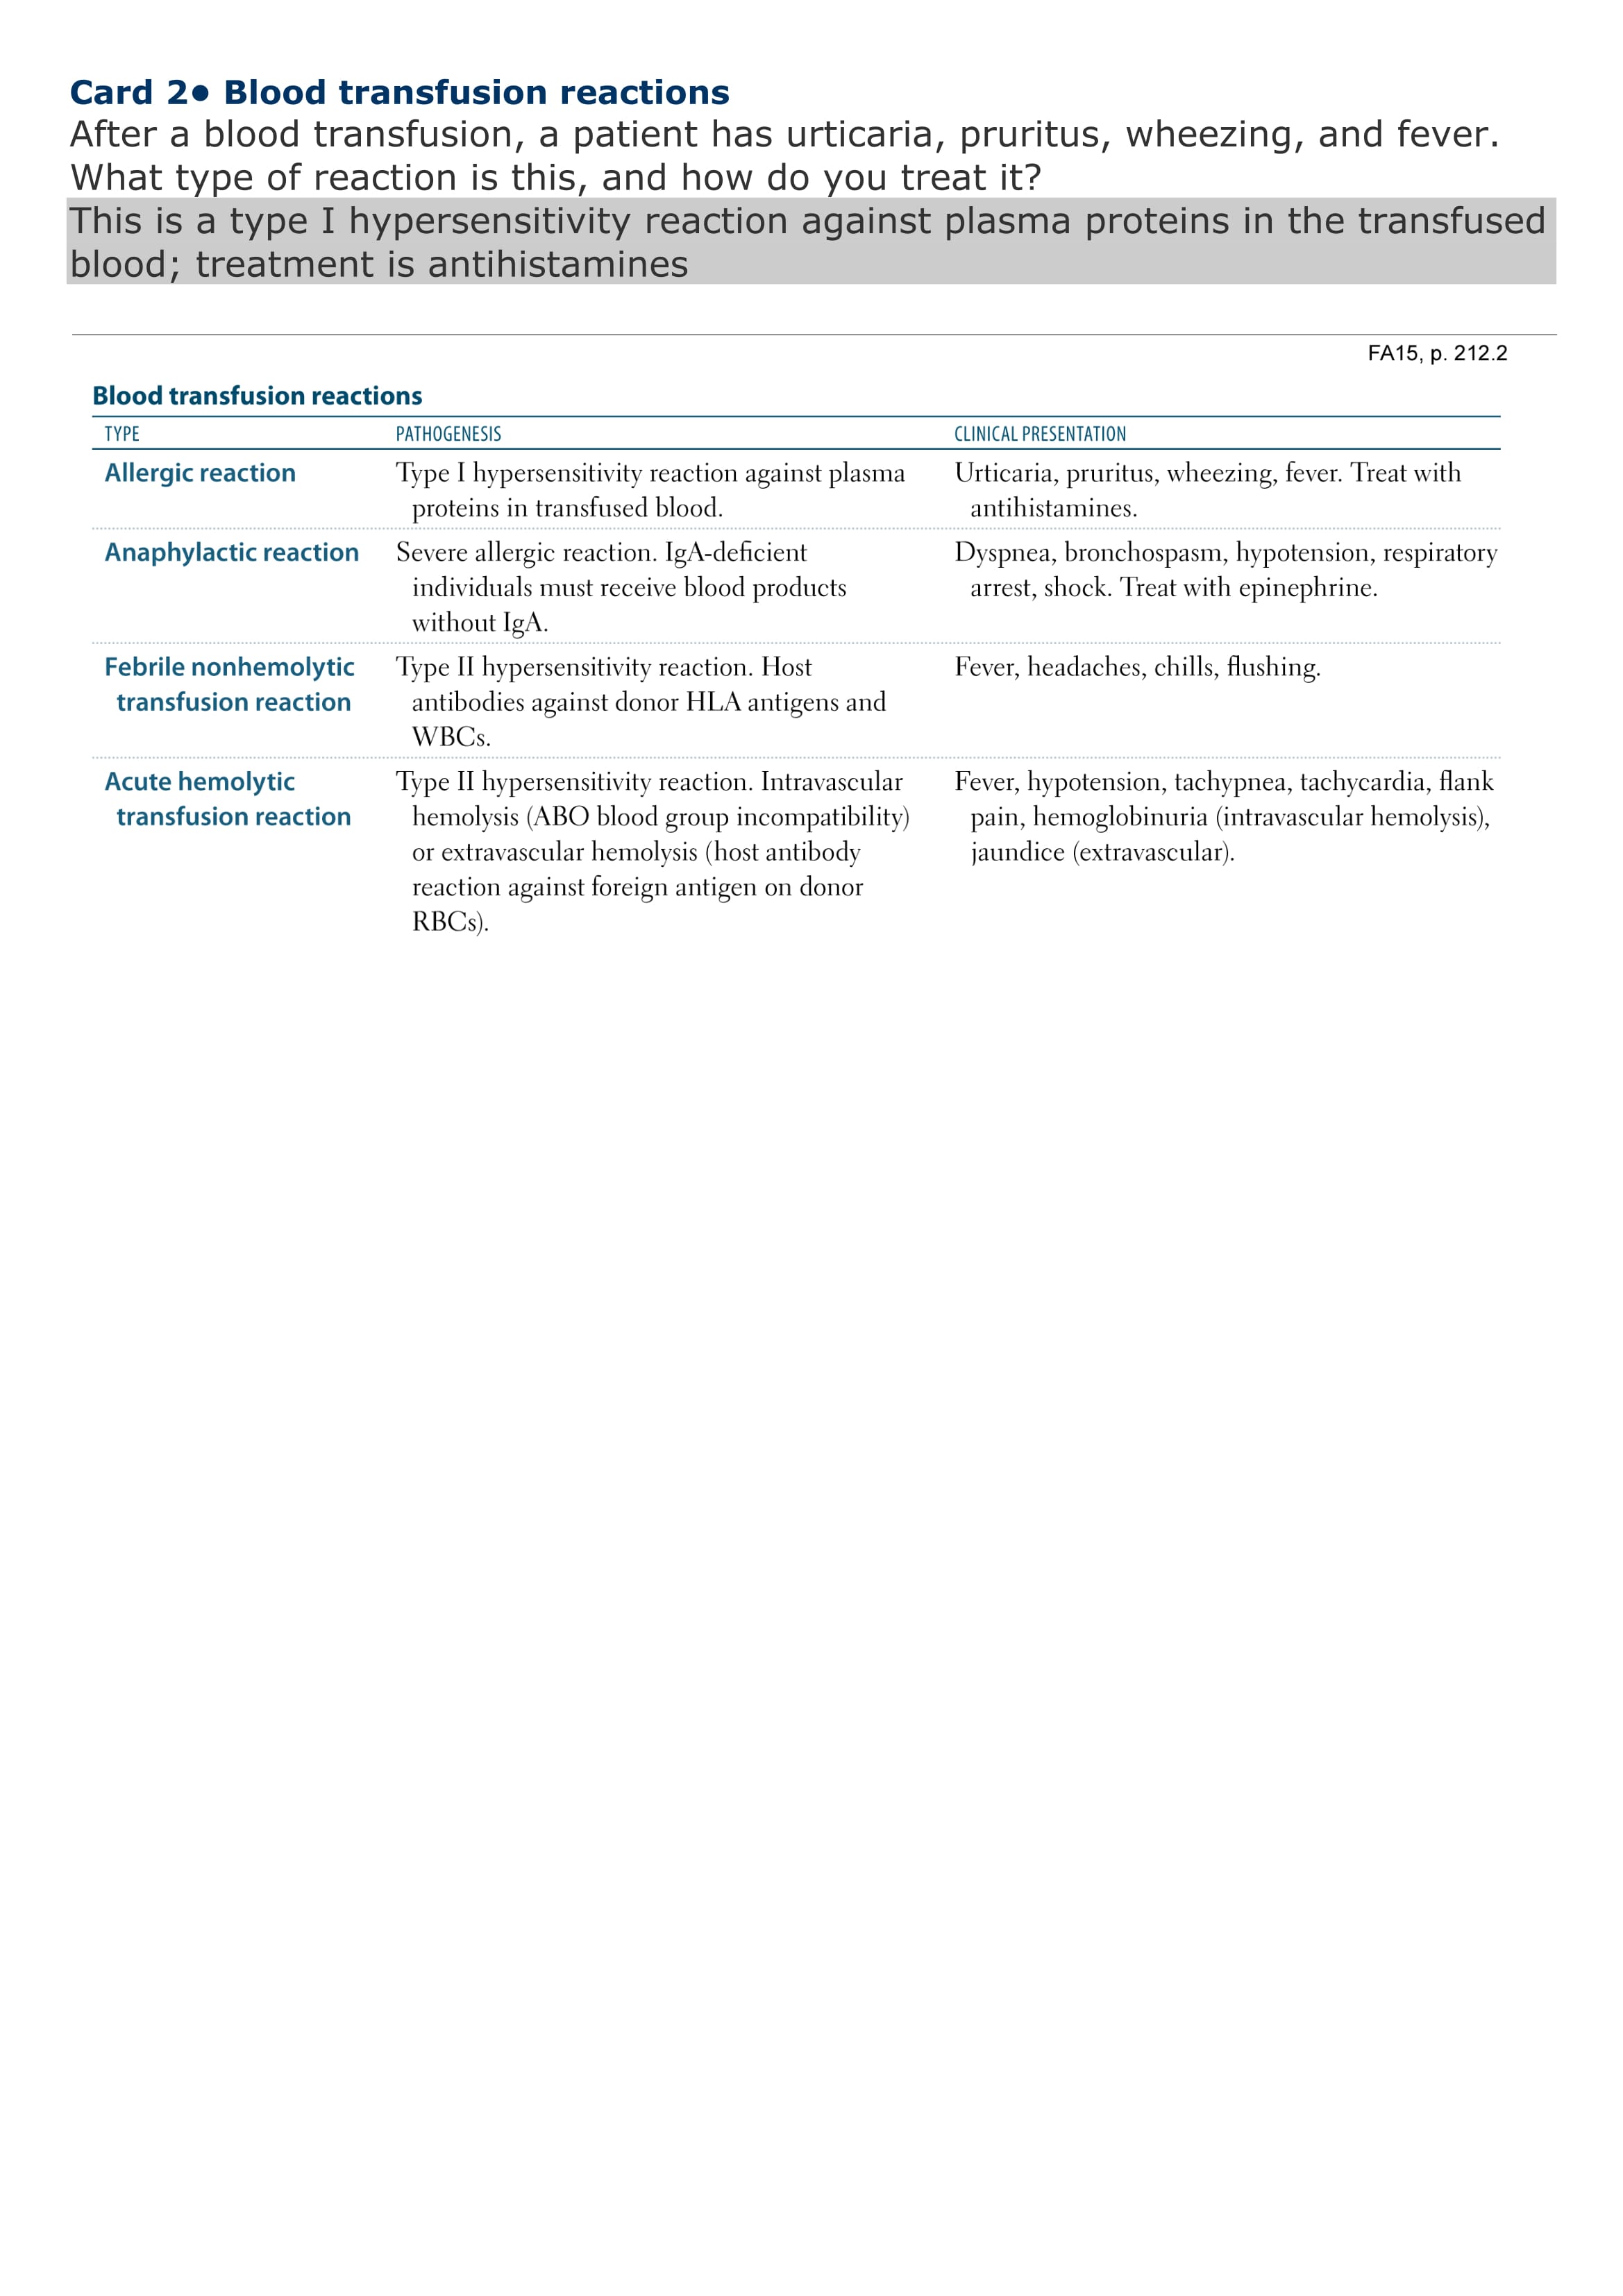 Card 2● Blood transfusion reactions
After a blood transfusion, a patient has urticaria, pruritus, wheezing, and fever.
What type of reaction is this, and how do you treat it?
This is a type I hypersensitivity reaction against plasma proteins in the transfused
blood; treatment is antihistamines
FA15, p. 212.2
Blood transfusion reactions
TYPE PATHOGENESIS CLINICAL PRESENTATION
Allergic reaction Type I hypersensitivity reaction against plasma Urticaria, pruritus, wheezing, fever. Treat with
proteins in transfused blood. antihistamines.
Anaphylactic reaction Severe allergic reaction. IgA-deficient Dyspnea, bronchospasm, hypotension, respiratory
individuals must receive blood products arrest, shock. Treat with epinephrine.
without IgA.
Febrile nonhemolytic Type II hypersensitivity reaction. Host Fever, headaches, chills, flushing.
transfusion reaction antibodies against donor HLA antigens and
WBCs.
Acute hemolytic Type II hypersensitivity reaction. Intravascular Fever, hypotension, tachypnea, tachycardia, flank
transfusion reaction hemolysis (ABO blood group incompatibility) pain, hemoglobinuria (intravascular hemolysis),
or extravascular hemolysis (host antibody jaundice (extravascular).
reaction against foreign antigen on donor
RBCs).